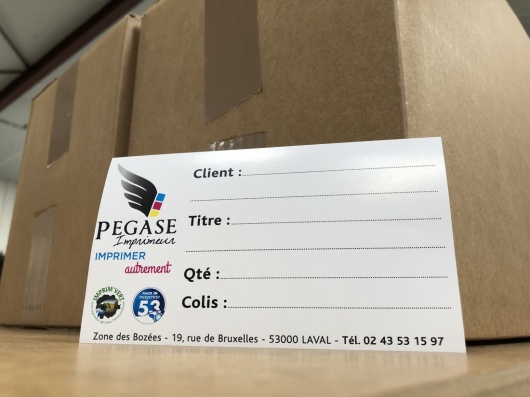 Client :
Titre :
Qté :
Colis :
PEGASE
Imprimeur
IMPRIMER
autrement
IMPRIM'VERT
mayenne
53
Zone des Bozées - 19, rue de Bruxelles - 53000 LAVAL - Tél. 02 43 53 15 97